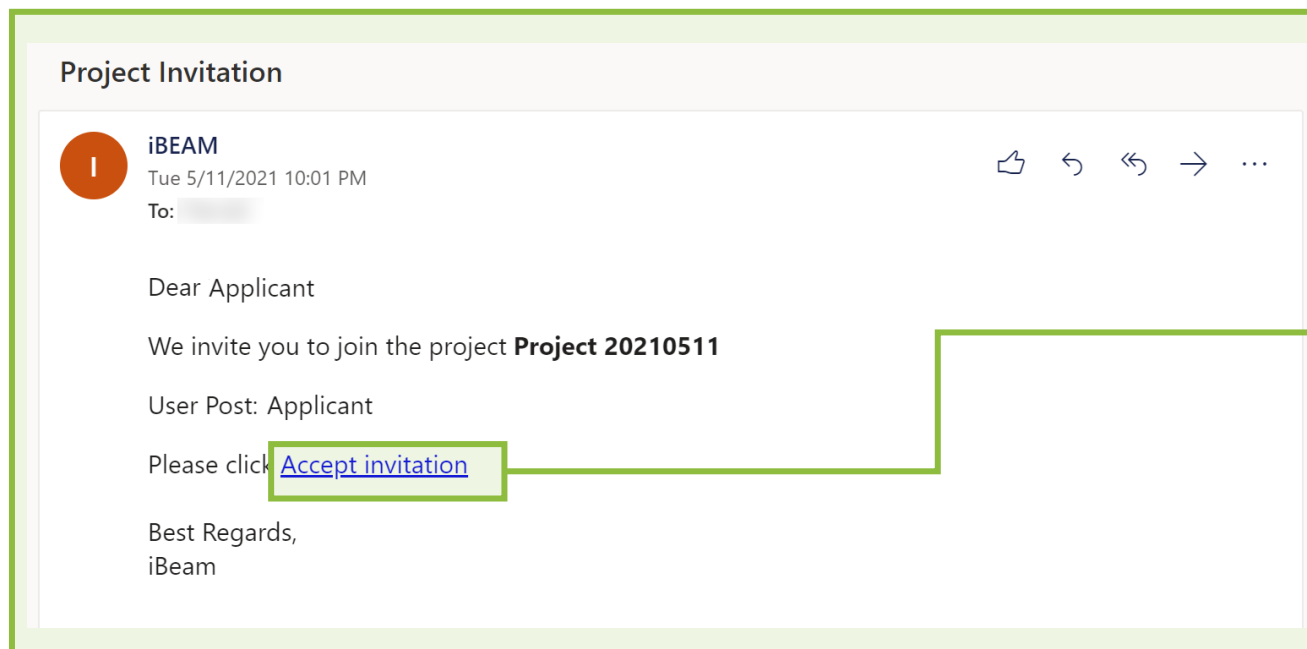 Project Invitation
I
iBEAM
Tue 5/11/2021 10:01 PM
To:
Dear Applicant
We invite you to join the project Project 20210511
User Post: Applicant
Please click Accept invitation
Best Regards,
iBeam